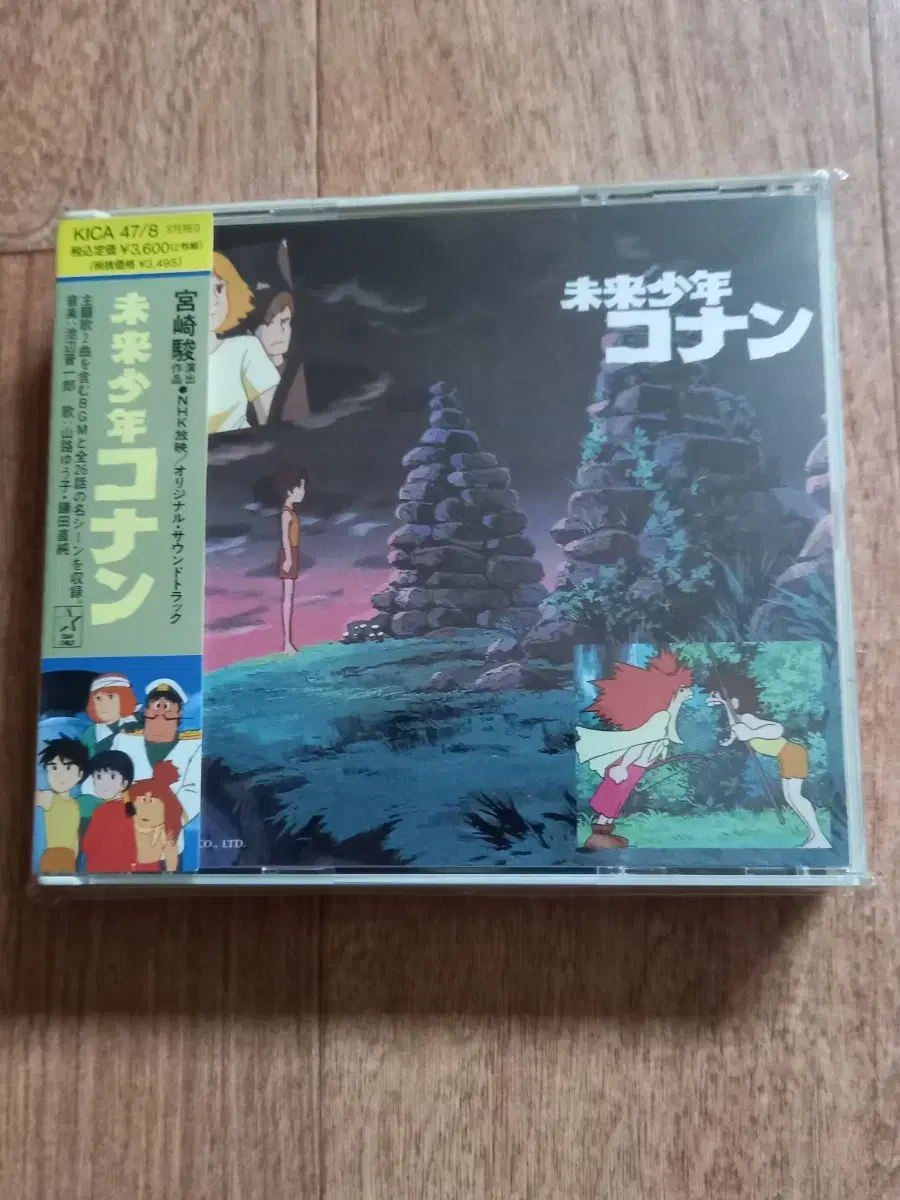 KICA 47/8 STEREO
税込定価 ¥3,600(2枚組)
(税抜価格 ¥3,495)
宮崎駿 演出作品●NHK放映/オリジナル・サウンドトラック
未来少年コナン
主題歌2曲を含むBGMと全26話の名シーンを収録。
音楽:池辺晋一郎 歌:山路ゆう子・鎌田直純
未来少年
コナン
CO., LTD.